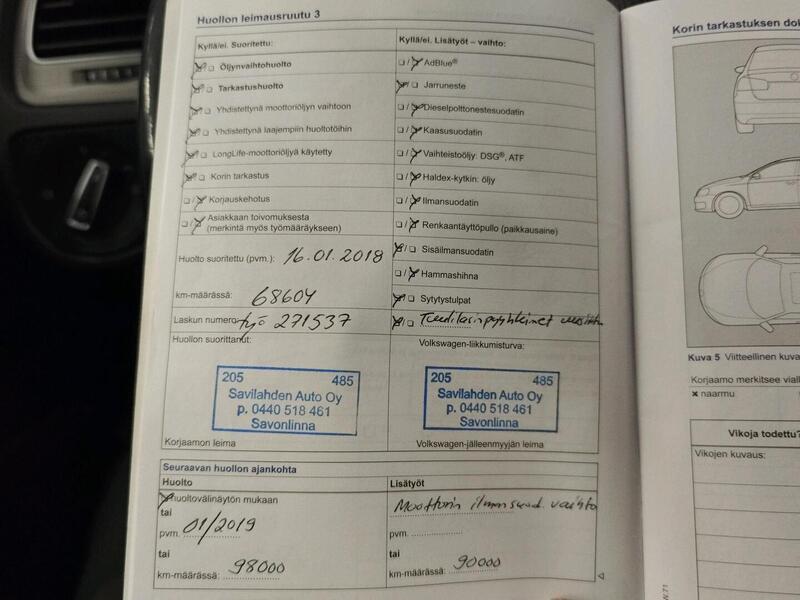 Huollon leimausruutu 3
Kyllä/ei. Suoritettu:
Öljynvaihtohuolto
Tarkastushuolto
Yhdistettynä moottoriöljyn vaihtoon
Yhdistettynä laajempiin huoltotöihin
LongLife-moottoriöljyä käytetty
Korin tarkastus
Korjauskehotus
Asiakkaan toivomuksesta
(merkintä myös työmääräykseen)
Huolto suoritettu (pvm.): 16.01.2018
km-määrässä: 68604
Laskun numero: työ 271537
Huollon suorittanut:
205 485
Savilahden Auto Oy
p. 0440 518 461
Savonlinna
Korjaamon leima
Kyllä/ei. Lisätyöt – vaihto:
AdBlue®
Jarruneste
Dieselpolttonestesuodatin
Kaasusuodatin
Vaihteistoöljy: DSG®, ATF
Haldex-kytkin: öljy
Ilmansuodatin
Renkaantäyttöpullo (paikkausaine)
Sisäilmansuodatin
Hammashihna
Sytytystulpat
Tuulilasinpyyhkimet
Volkswagen-liikkumisturva:
205 485
Savilahden Auto Oy
p. 0440 518 461
Savonlinna
Volkswagen-jälleenmyyjän leima
Seuraavan huollon ajankohta
Huolto
huoltovälinäytön mukaan
tai
pvm. 01/2019
tai
km-määrässä: 98000
Lisätyöt
Moottorin ilmansuod. vaihto
pvm.
tai
km-määrässä: 90000
Korin tarkastuksen
Kuva 5 Viitteellinen
Korjaamo merkitsee
naarmu
Vikoja todettu?
Vikojen kuvaus: